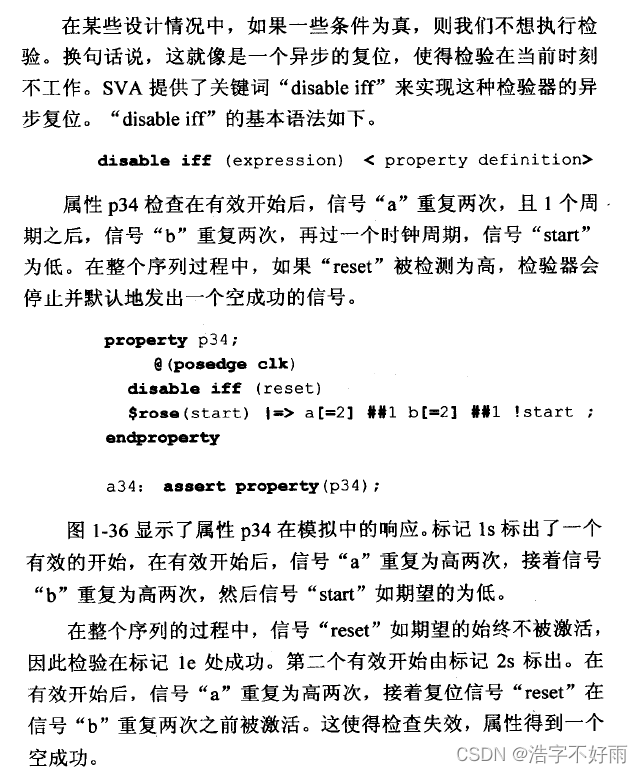 在某些设计情况中，如果一些条件为真，则我们不想执行检
验。换句话说，这就像是一个异步的复位，使得检验在当前时刻
不工作。SVA 提供了关键词“disable iff”来实现这种检验器的异
步复位。“disable iff”的基本语法如下。
disable iff (expression) < property definition>
属性 p34 检查在有效开始后，信号“a”重复两次，且 1 个周
期之后，信号“b”重复两次，再过一个时钟周期，信号“start”
为低。在整个序列过程中，如果“reset”被检测为高，检验器会
停止并默认地发出一个空成功的信号。
property p34;
@(posedge clk)
disable iff (reset)
$rose(start) |=> a[=2] ##1 b[=2] ##1 !start ;
endproperty
a34: assert property(p34);
图 1-36 显示了属性 p34 在模拟中的响应。标记 1s 标出了一个
有效的开始，在有效开始后，信号“a”重复为高两次，接着信号
“b”重复为高两次，然后信号“start”如期望的为低。
在整个序列的过程中，信号“reset”如期望的始终不被激活，
因此检验在标记 1e 处成功。第二个有效开始由标记 2s 标出。在
有效开始后，信号“a”重复为高两次，接着复位信号“reset”在
信号“b”重复两次之前被激活。这使得检查失效，属性得到一个
空成功。
CSDN @浩字不好雨